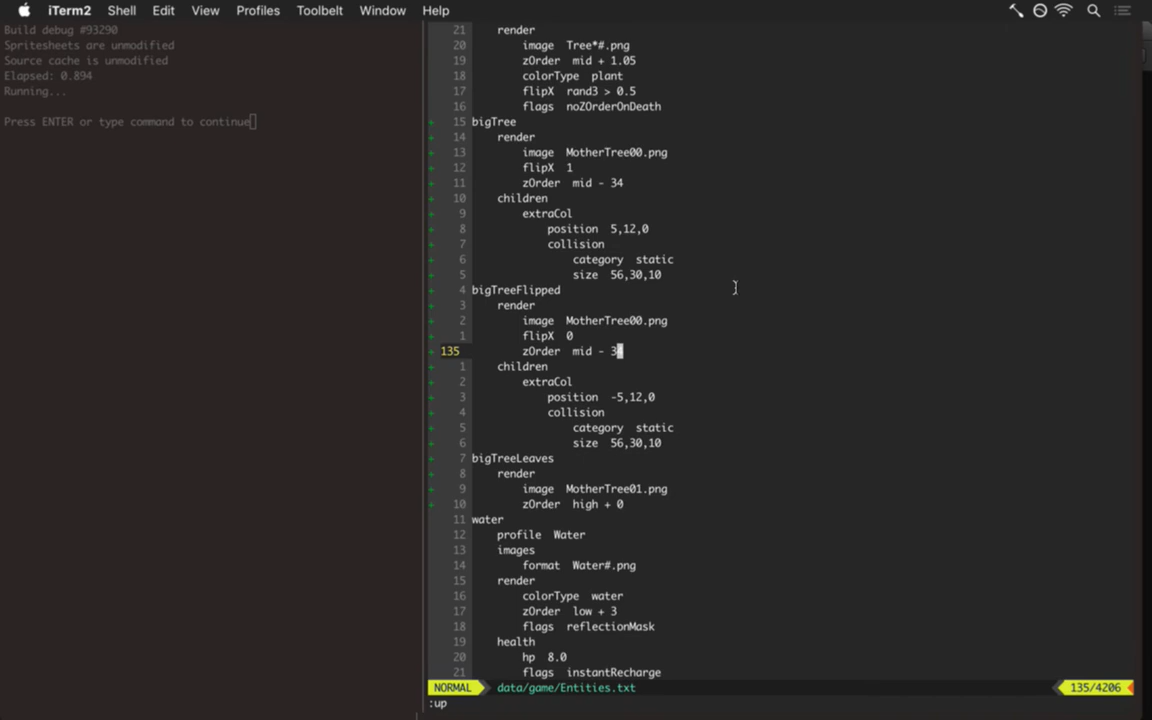 iTerm2 Shell Edit View Profiles Toolbelt Window Help
Build debug #93290
Spritesheets are unmodified
Source cache is unmodified
Elapsed: 0.894
Running...
Press ENTER or type command to continue
21 render
20 image Tree*#.png
19 zOrder mid + 1.05
18 colorType plant
17 flipX rand3 > 0.5
16 flags noZOrderOnDeath
+ 15 bigTree
+ 14 render
+ 13 image MotherTree00.png
+ 12 flipX 1
+ 11 zOrder mid - 34
+ 10 children
+ 9 extraCol
+ 8 position 5,12,0
+ 7 collision
+ 6 category static
+ 5 size 56,30,10
+ 4 bigTreeFlipped
+ 3 render
+ 2 image MotherTree00.png
+ 1 flipX 0
+ 135 zOrder mid - 34
+ 1 children
+ 2 extraCol
+ 3 position -5,12,0
+ 4 collision
+ 5 category static
+ 6 size 56,30,10
+ 7 bigTreeLeaves
+ 8 render
+ 9 image MotherTree01.png
+ 10 zOrder high + 0
11 water
12 profile Water
13 images
14 format Water#.png
15 render
16 colorType water
17 zOrder low + 3
18 flags reflectionMask
19 health
20 hp 8.0
21 flags instantRecharge
NORMAL data/game/Entities.txt 135/4206
:up